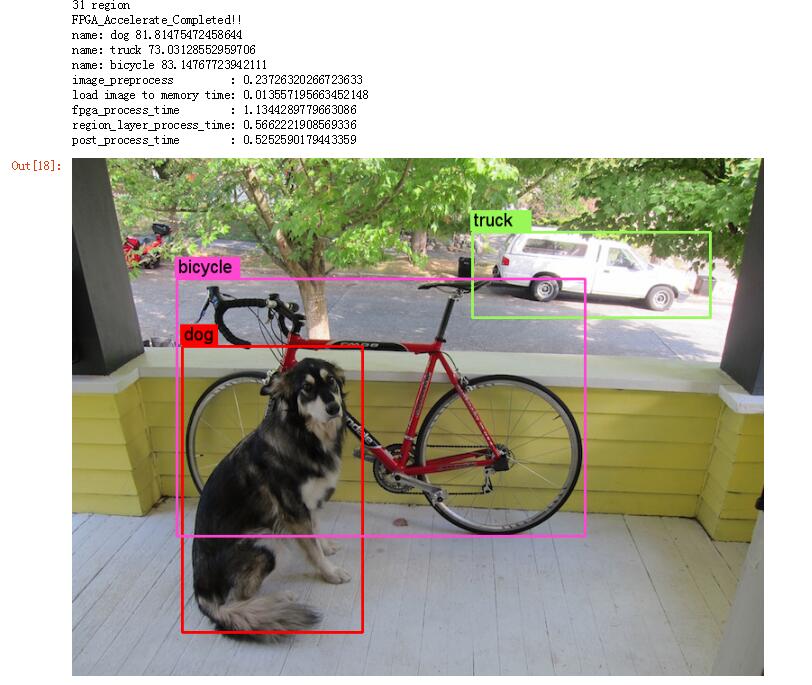 31 region
FPGA_Accelerate_Completed!!
name: dog 81.81475472458644
name: truck 73.03128552959706
name: bicycle 83.14767723942111
image_preprocess : 0.23726320266723633
load image to memory time: 0.013557195663452148
fpga_process_time : 1.1344289779663086
region_layer_process_time: 0.5662221908569336
post_process_time : 0.5252590179443359
Out[18]:
truck
bicycle
dog